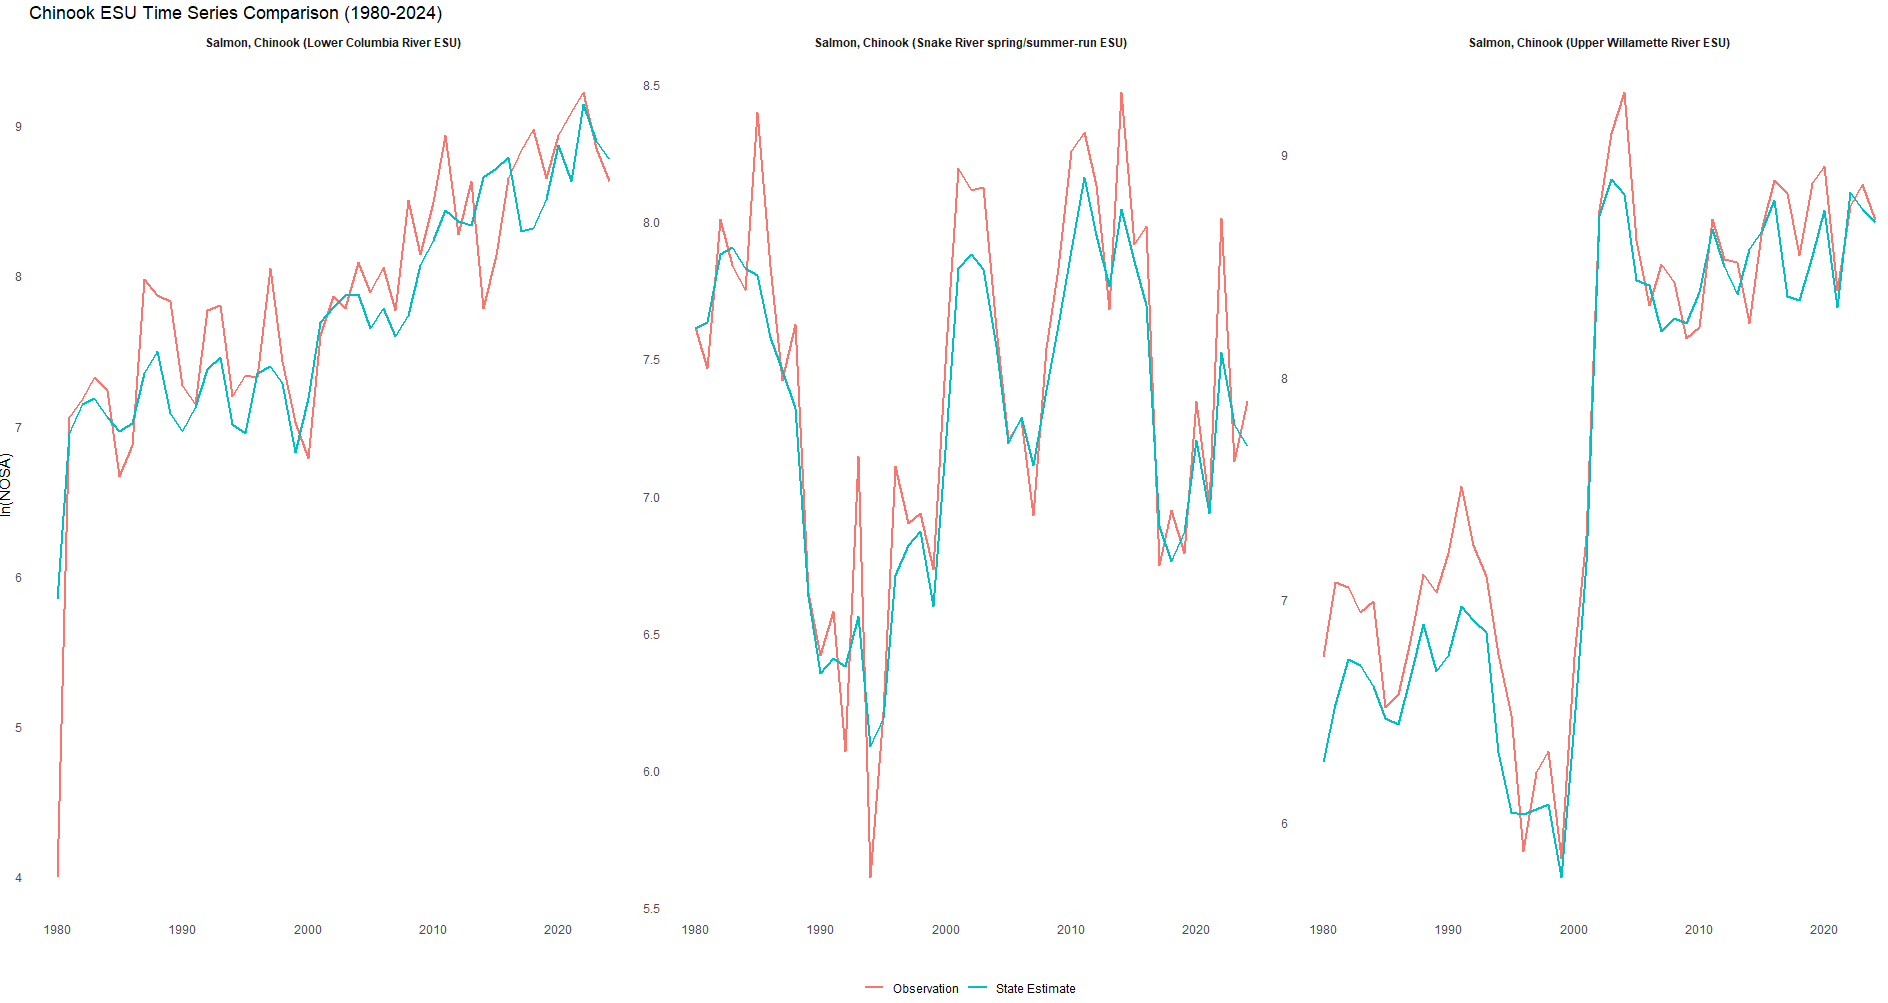 Chinook ESU Time Series Comparison (1980-2024)
Salmon, Chinook (Lower Columbia River ESU)
Salmon, Chinook (Snake River spring/summer-run ESU)
Salmon, Chinook (Upper Willamette River ESU)
ln(NOSA)
9
8
7
6
5
4
1980 1990 2000 2010 2020
8.5
8.0
7.5
7.0
6.5
6.0
5.5
1980 1990 2000 2010 2020
9
8
7
6
1980 1990 2000 2010 2020
Observation State Estimate